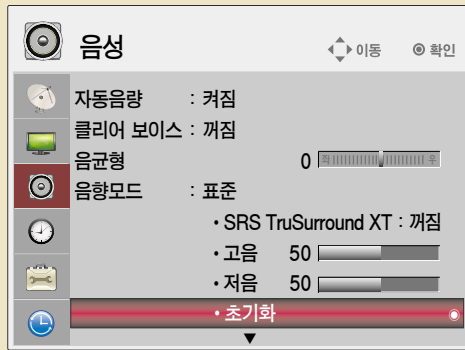 음성
이동 ◉ 확인
자동음량 : 켜짐
클리어 보이스 : 꺼짐
음균형 0 좌 우
음향모드 : 표준
• SRS TruSurround XT : 꺼짐
• 고음 50
• 저음 50
• 초기화 ◉
▼